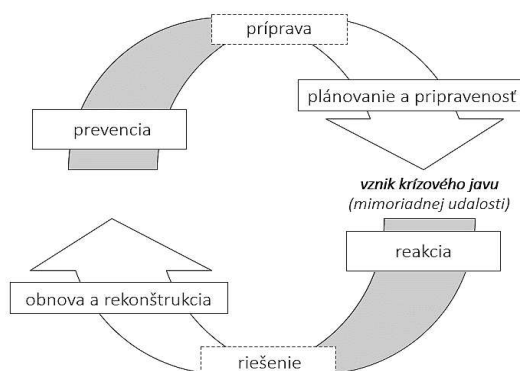 príprava
plánovanie a pripravenosť
prevencia
vznik krízového javu
(mimoriadnej udalosti)
reakcia
obnova a rekonštrukcia
riešenie